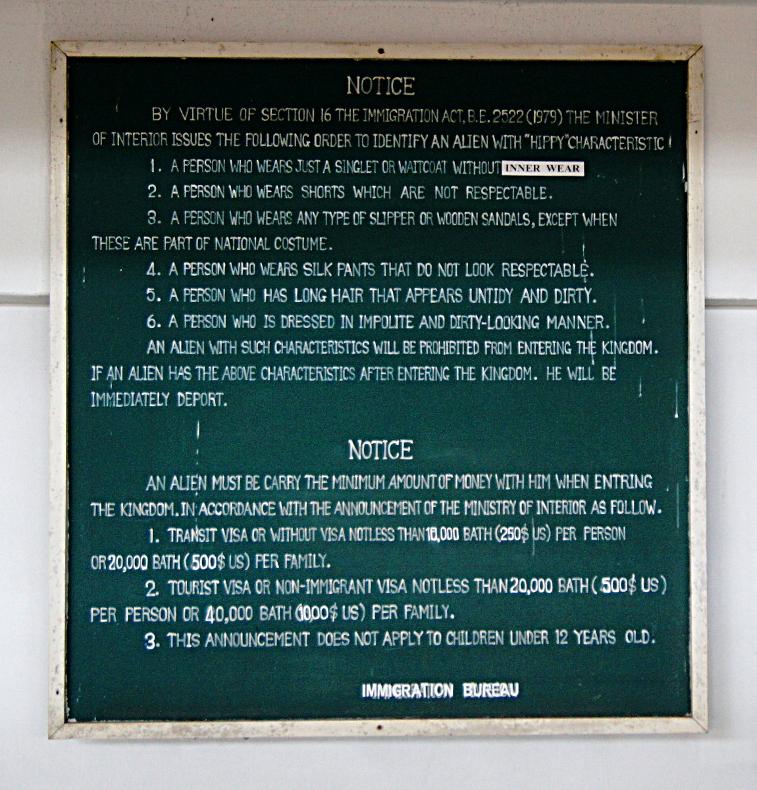 NOTICE
BY VIRTUE OF SECTION 16 THE IMMIGRATION ACT, B.E. 2522 (1979) THE MINISTER
OF INTERIOR ISSUES THE FOLLOWING ORDER TO IDENTIFY AN ALIEN WITH "HIPPY" CHARACTERISTIC
1. A PERSON WHO WEARS JUST A SINGLET OR WAITCOAT WITHOUT INNER WEAR
2. A PERSON WHO WEARS SHORTS WHICH ARE NOT RESPECTABLE.
3. A PERSON WHO WEARS ANY TYPE OF SLIPPER OR WOODEN SANDALS, EXCEPT WHEN
THESE ARE PART OF NATIONAL COSTUME.
4. A PERSON WHO WEARS SILK PANTS THAT DO NOT LOOK RESPECTABLE.
5. A PERSON WHO HAS LONG HAIR THAT APPEARS UNTIDY AND DIRTY.
6. A PERSON WHO IS DRESSED IN IMPOLITE AND DIRTY-LOOKING MANNER.
AN ALIEN WITH SUCH CHARACTERISTICS WILL BE PROHIBITED FROM ENTERING THE KINGDOM.
IF AN ALIEN HAS THE ABOVE CHARACTERISTICS AFTER ENTERING THE KINGDOM. HE WILL BE
IMMEDIATELY DEPORT.
NOTICE
AN ALIEN MUST BE CARRY THE MINIMUM AMOUNT OF MONEY WITH HIM WHEN ENTRING
THE KINGDOM. IN ACCORDANCE WITH THE ANNOUNCEMENT OF THE MINISTRY OF INTERIOR AS FOLLOW.
1. TRANSIT VISA OR WITHOUT VISA NOTLESS THAN 10,000 BATH (250$ US) PER PERSON
OR 20,000 BATH (500$ US) PER FAMILY.
2. TOURIST VISA OR NON-IMMIGRANT VISA NOTLESS THAN 20,000 BATH (500$ US)
PER PERSON OR 40,000 BATH (1000$ US) PER FAMILY.
3. THIS ANNOUNCEMENT DOES NOT APPLY TO CHILDREN UNDER 12 YEARS OLD.
IMMIGRATION BUREAU